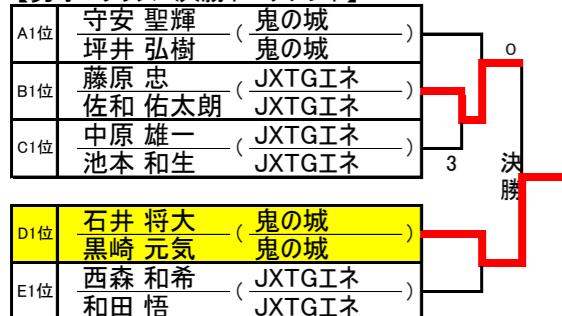 A1位 守安 聖輝 ( 鬼の城 )
坪井 弘樹 鬼の城
0
B1位 藤原 忠 ( JXTGエネ )
佐和 佑太朗 JXTGエネ
C1位 中原 雄一 ( JXTGエネ )
池本 和生 JXTGエネ
3
決勝
D1位 石井 将大 ( 鬼の城 )
黒崎 元気 鬼の城
E1位 西森 和希 ( JXTGエネ )
和田 悟 JXTGエネ